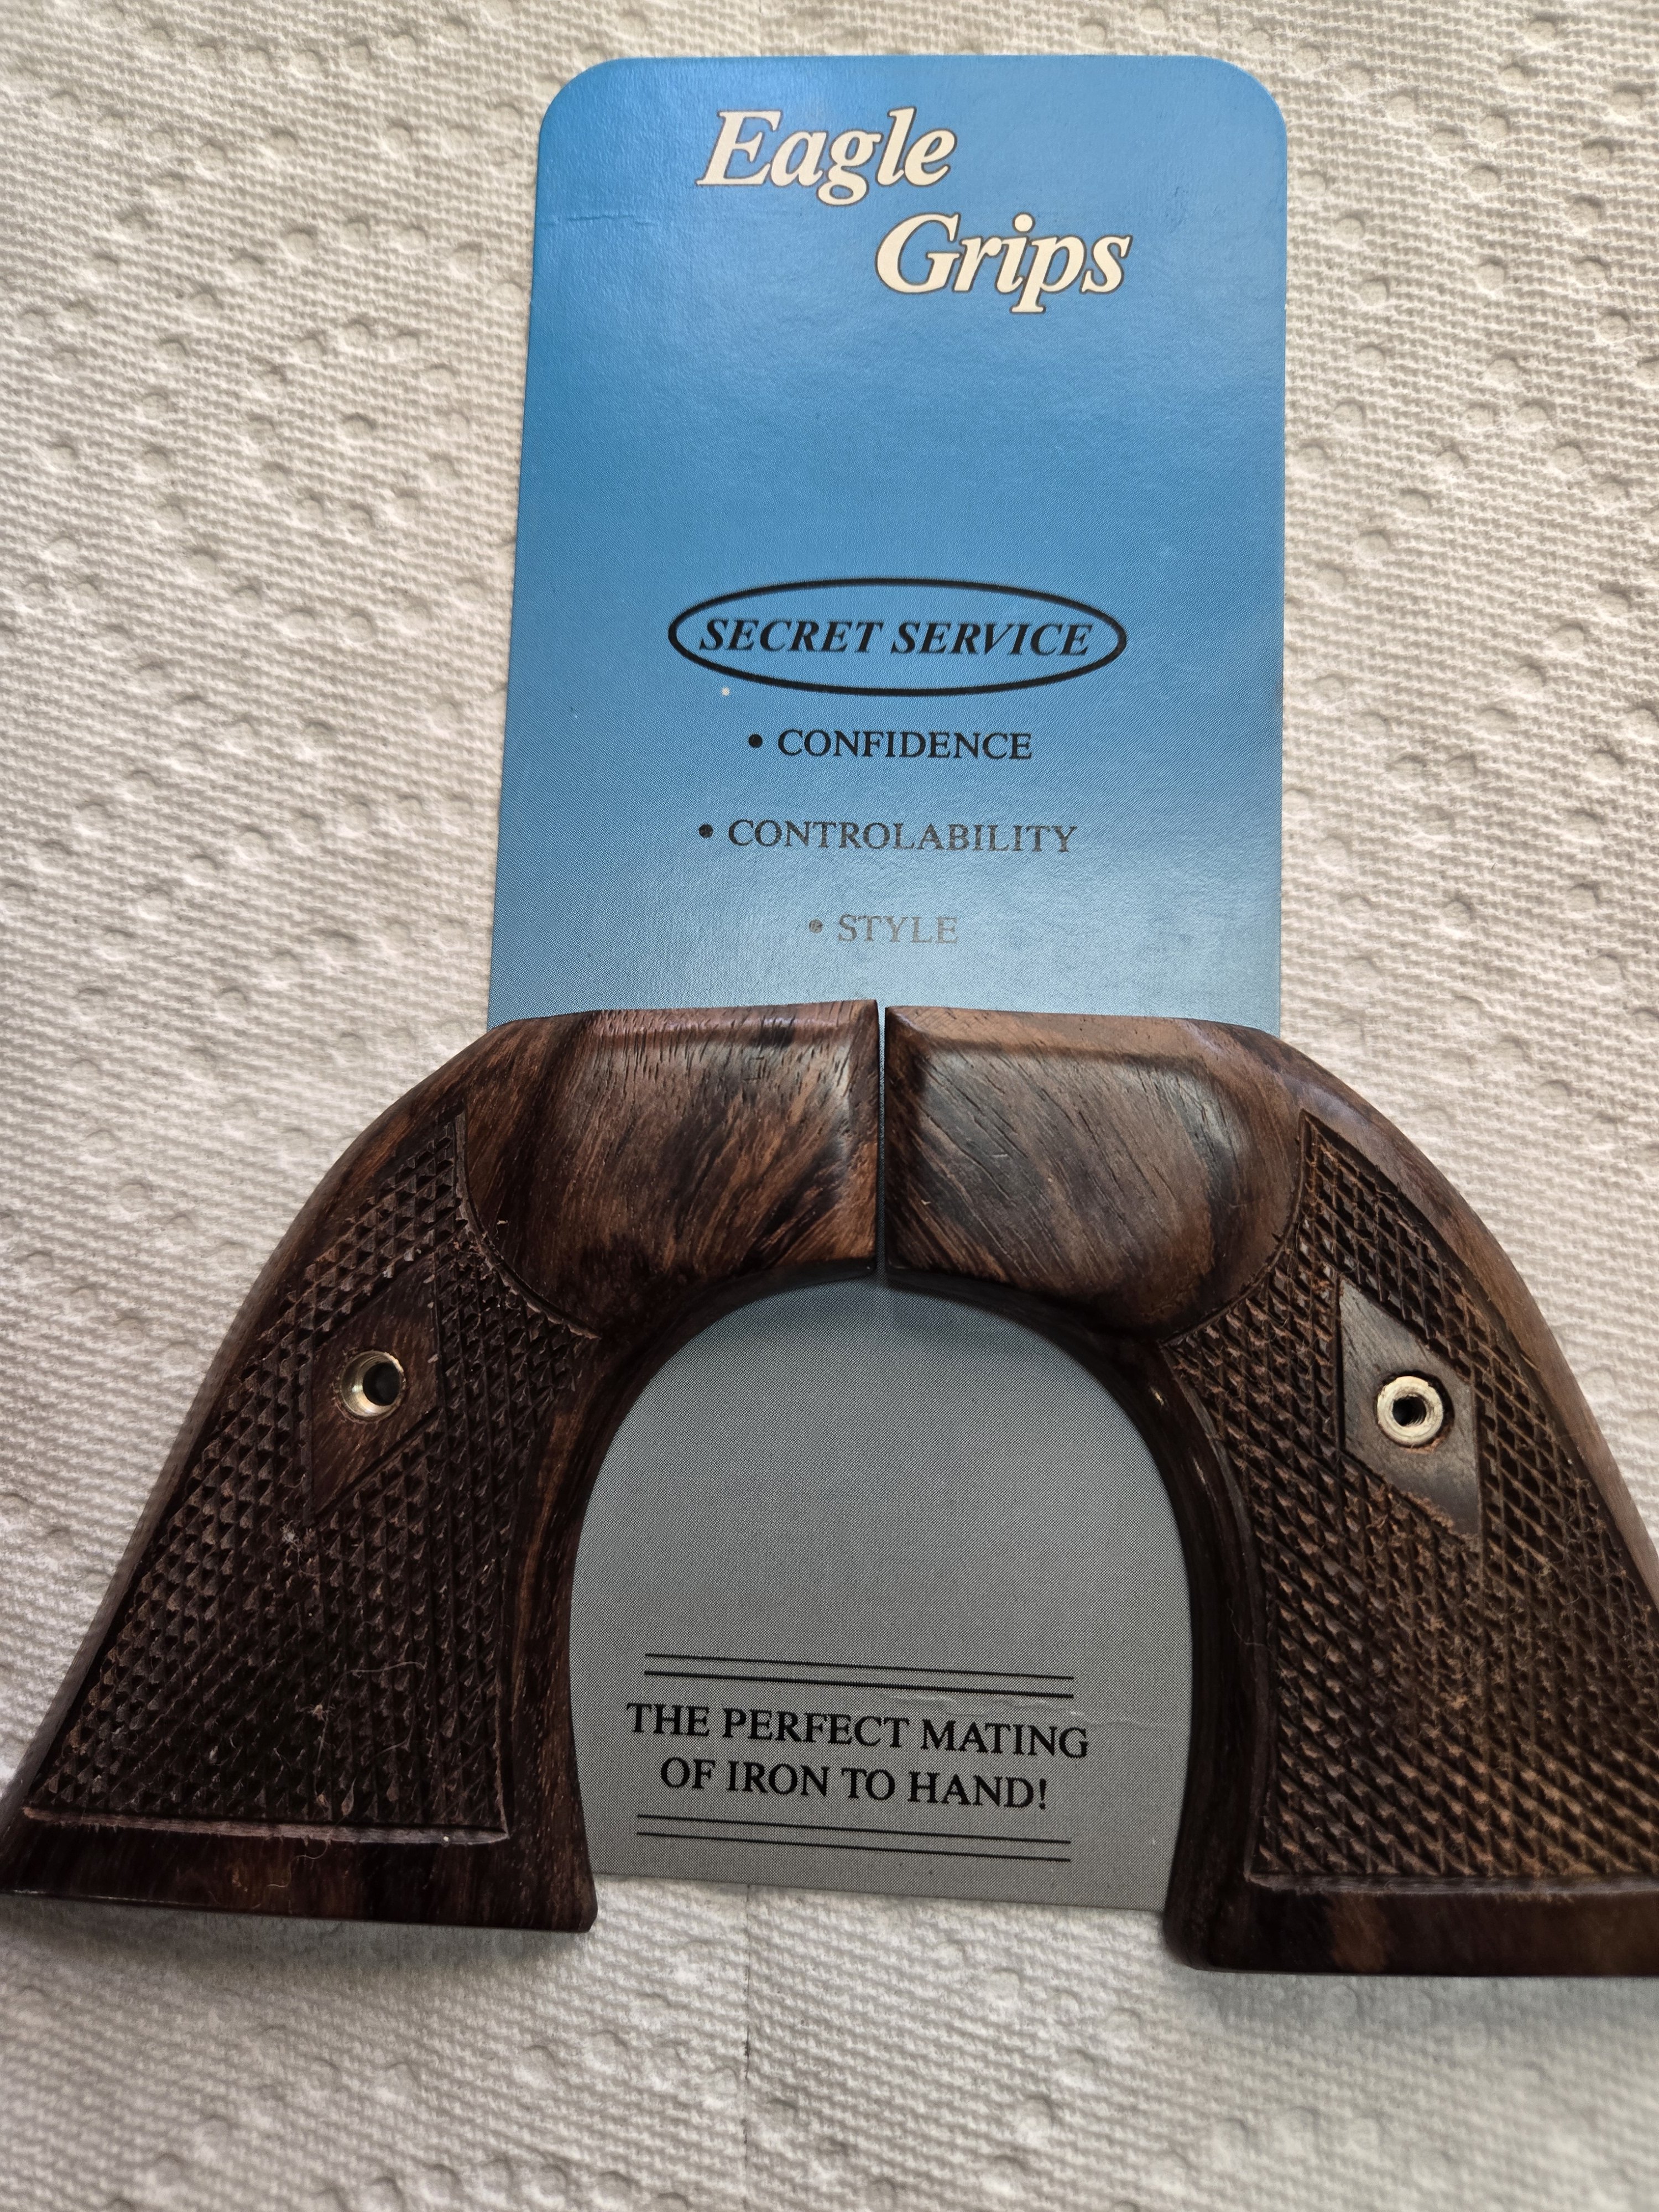 Eagle
Grips
SECRET SERVICE
• CONFIDENCE
• CONTROLABILITY
• STYLE
THE PERFECT MATING
OF IRON TO HAND!